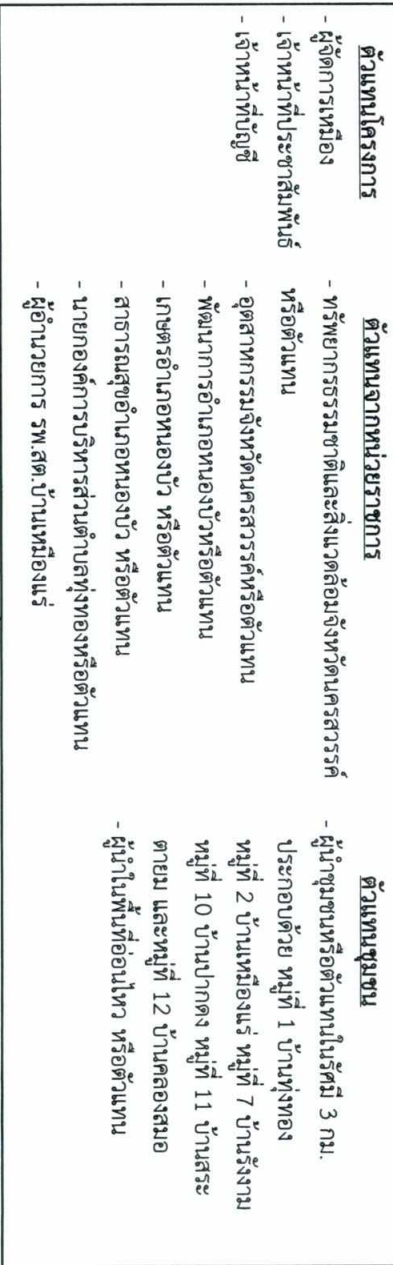 ตัวแทนโครงการ
- ผู้จัดการเหมือง
- เจ้าหน้าที่ประชาสัมพันธ์
- เจ้าหน้าที่บัญชี
ตัวแทนจากหน่วยราชการ
- ทรัพยากรธรรมชาติและสิ่งแวดล้อมจังหวัดนครสวรรค์
หรือตัวแทน
- อุตสาหกรรมจังหวัดนครสวรรค์หรือตัวแทน
- พัฒนาการอำเภอหนองบัวหรือตัวแทน
- เกษตรอำเภอหนองบัว หรือตัวแทน
- สาธารณสุขอำเภอหนองบัว หรือตัวแทน
- นายกองค์การบริหารส่วนตำบลทุ่งทองหรือตัวแทน
- ผู้อำนวยการ รพ.สต.บ้านเหมืองแร่
ตัวแทนชุมชน
- ผู้นำชุมชนหรือตัวแทนในรัศมี 3 กม.
ประกอบด้วย หมู่ที่ 1 บ้านทุ่งทอง
หมู่ที่ 2 บ้านเหมืองแร่ หมู่ที่ 7 บ้านรังงาม
หมู่ที่ 10 บ้านปากดง หมู่ที่ 11 บ้านสระ
ตายม และหมู่ที่ 12 บ้านคลองสมอ
- ผู้นำในพื้นที่อ่อนไหว หรือตัวแทน